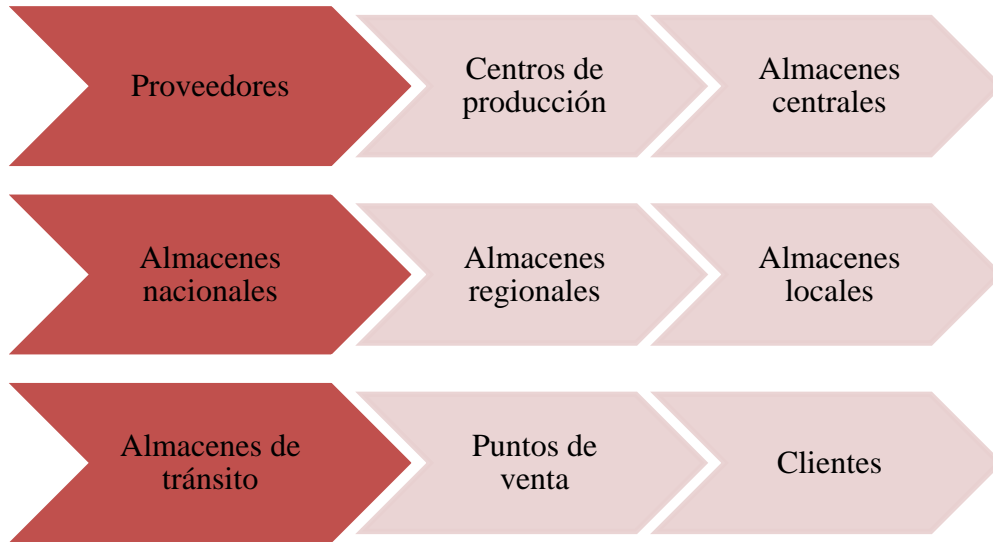 Proveedores
Centros de
producción
Almacenes
centrales
Almacenes
nacionales
Almacenes
regionales
Almacenes
locales
Almacenes de
tránsito
Puntos de
venta
Clientes